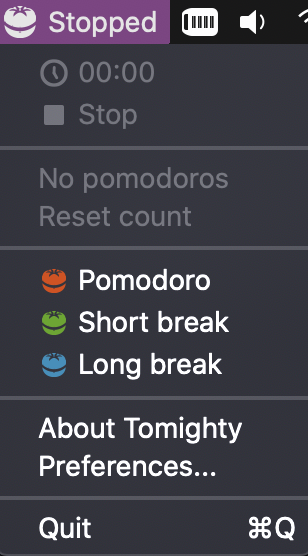 Stopped
00:00
Stop
No pomodoros
Reset count
Pomodoro
Short break
Long break
About Tomighty
Preferences...
Quit ⌘Q